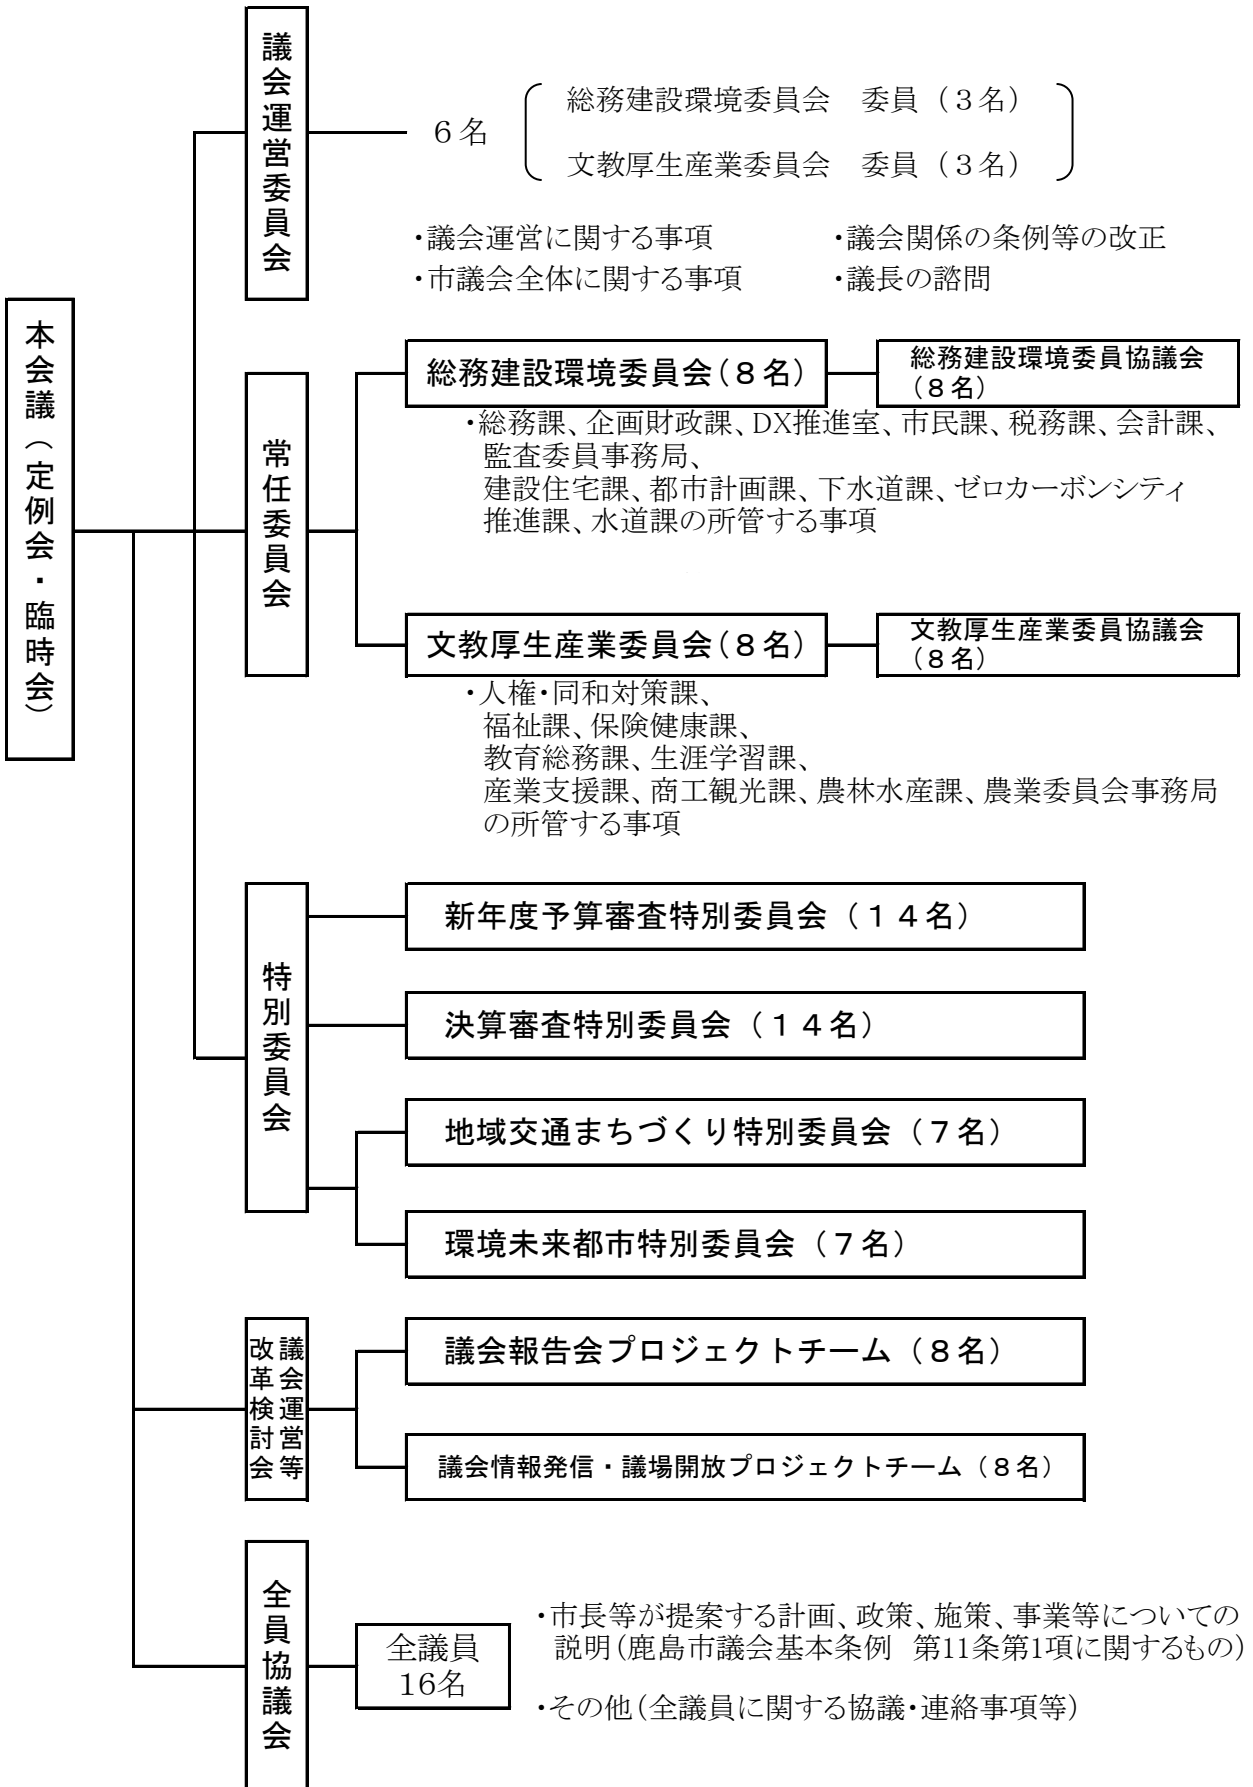 本会議（定例会・臨時会）
議会運営委員会
６名
総務建設環境委員会　委員（３名）
文教厚生産業委員会　委員（３名）
・議会運営に関する事項　・議会関係の条例等の改正
・市議会全体に関する事項　・議長の諮問
常任委員会
総務建設環境委員会（８名）
総務建設環境委員協議会
（８名）
・総務課、企画財政課、DX推進室、市民課、税務課、会計課、
監査委員事務局、
建設住宅課、都市計画課、下水道課、ゼロカーボンシティ
推進課、水道課の所管する事項
文教厚生産業委員会（８名）
文教厚生産業委員協議会
（８名）
・人権・同和対策課、
福祉課、保険健康課、
教育総務課、生涯学習課、
産業支援課、商工観光課、農林水産課、農業委員会事務局
の所管する事項
特別委員会
新年度予算審査特別委員会（１４名）
決算審査特別委員会（１４名）
地域交通まちづくり特別委員会（７名）
環境未来都市特別委員会（７名）
議会運営等
改革検討会
議会報告会プロジェクトチーム（８名）
議会情報発信・議場開放プロジェクトチーム（８名）
全員協議会
全議員
16名
・市長等が提案する計画、政策、施策、事業等についての
説明（鹿島市議会基本条例　第11条第1項に関するもの）
・その他（全議員に関する協議・連絡事項等）